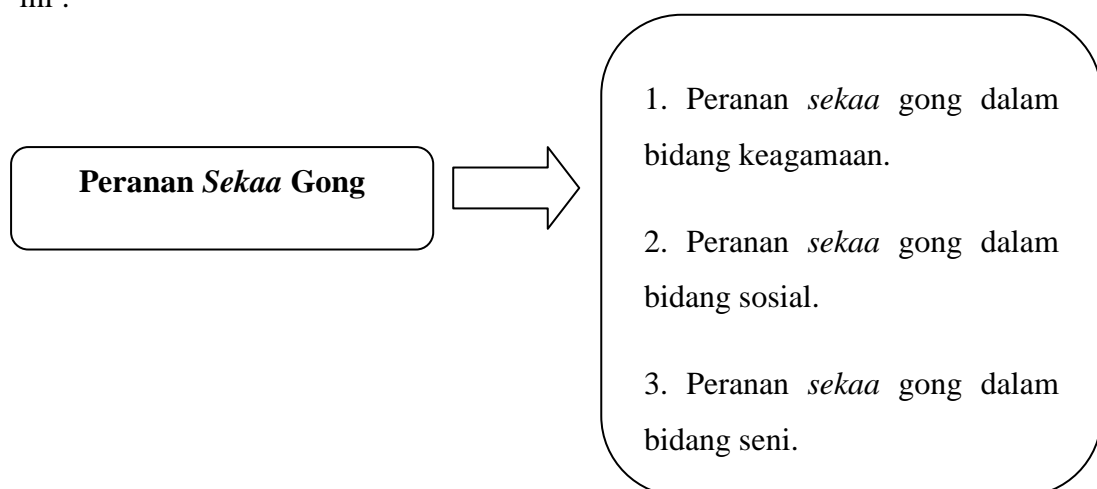 ini :
Peranan Sekaa Gong
1. Peranan sekaa gong dalam
bidang keagamaan.
2. Peranan sekaa gong dalam
bidang sosial.
3. Peranan sekaa gong dalam
bidang seni.